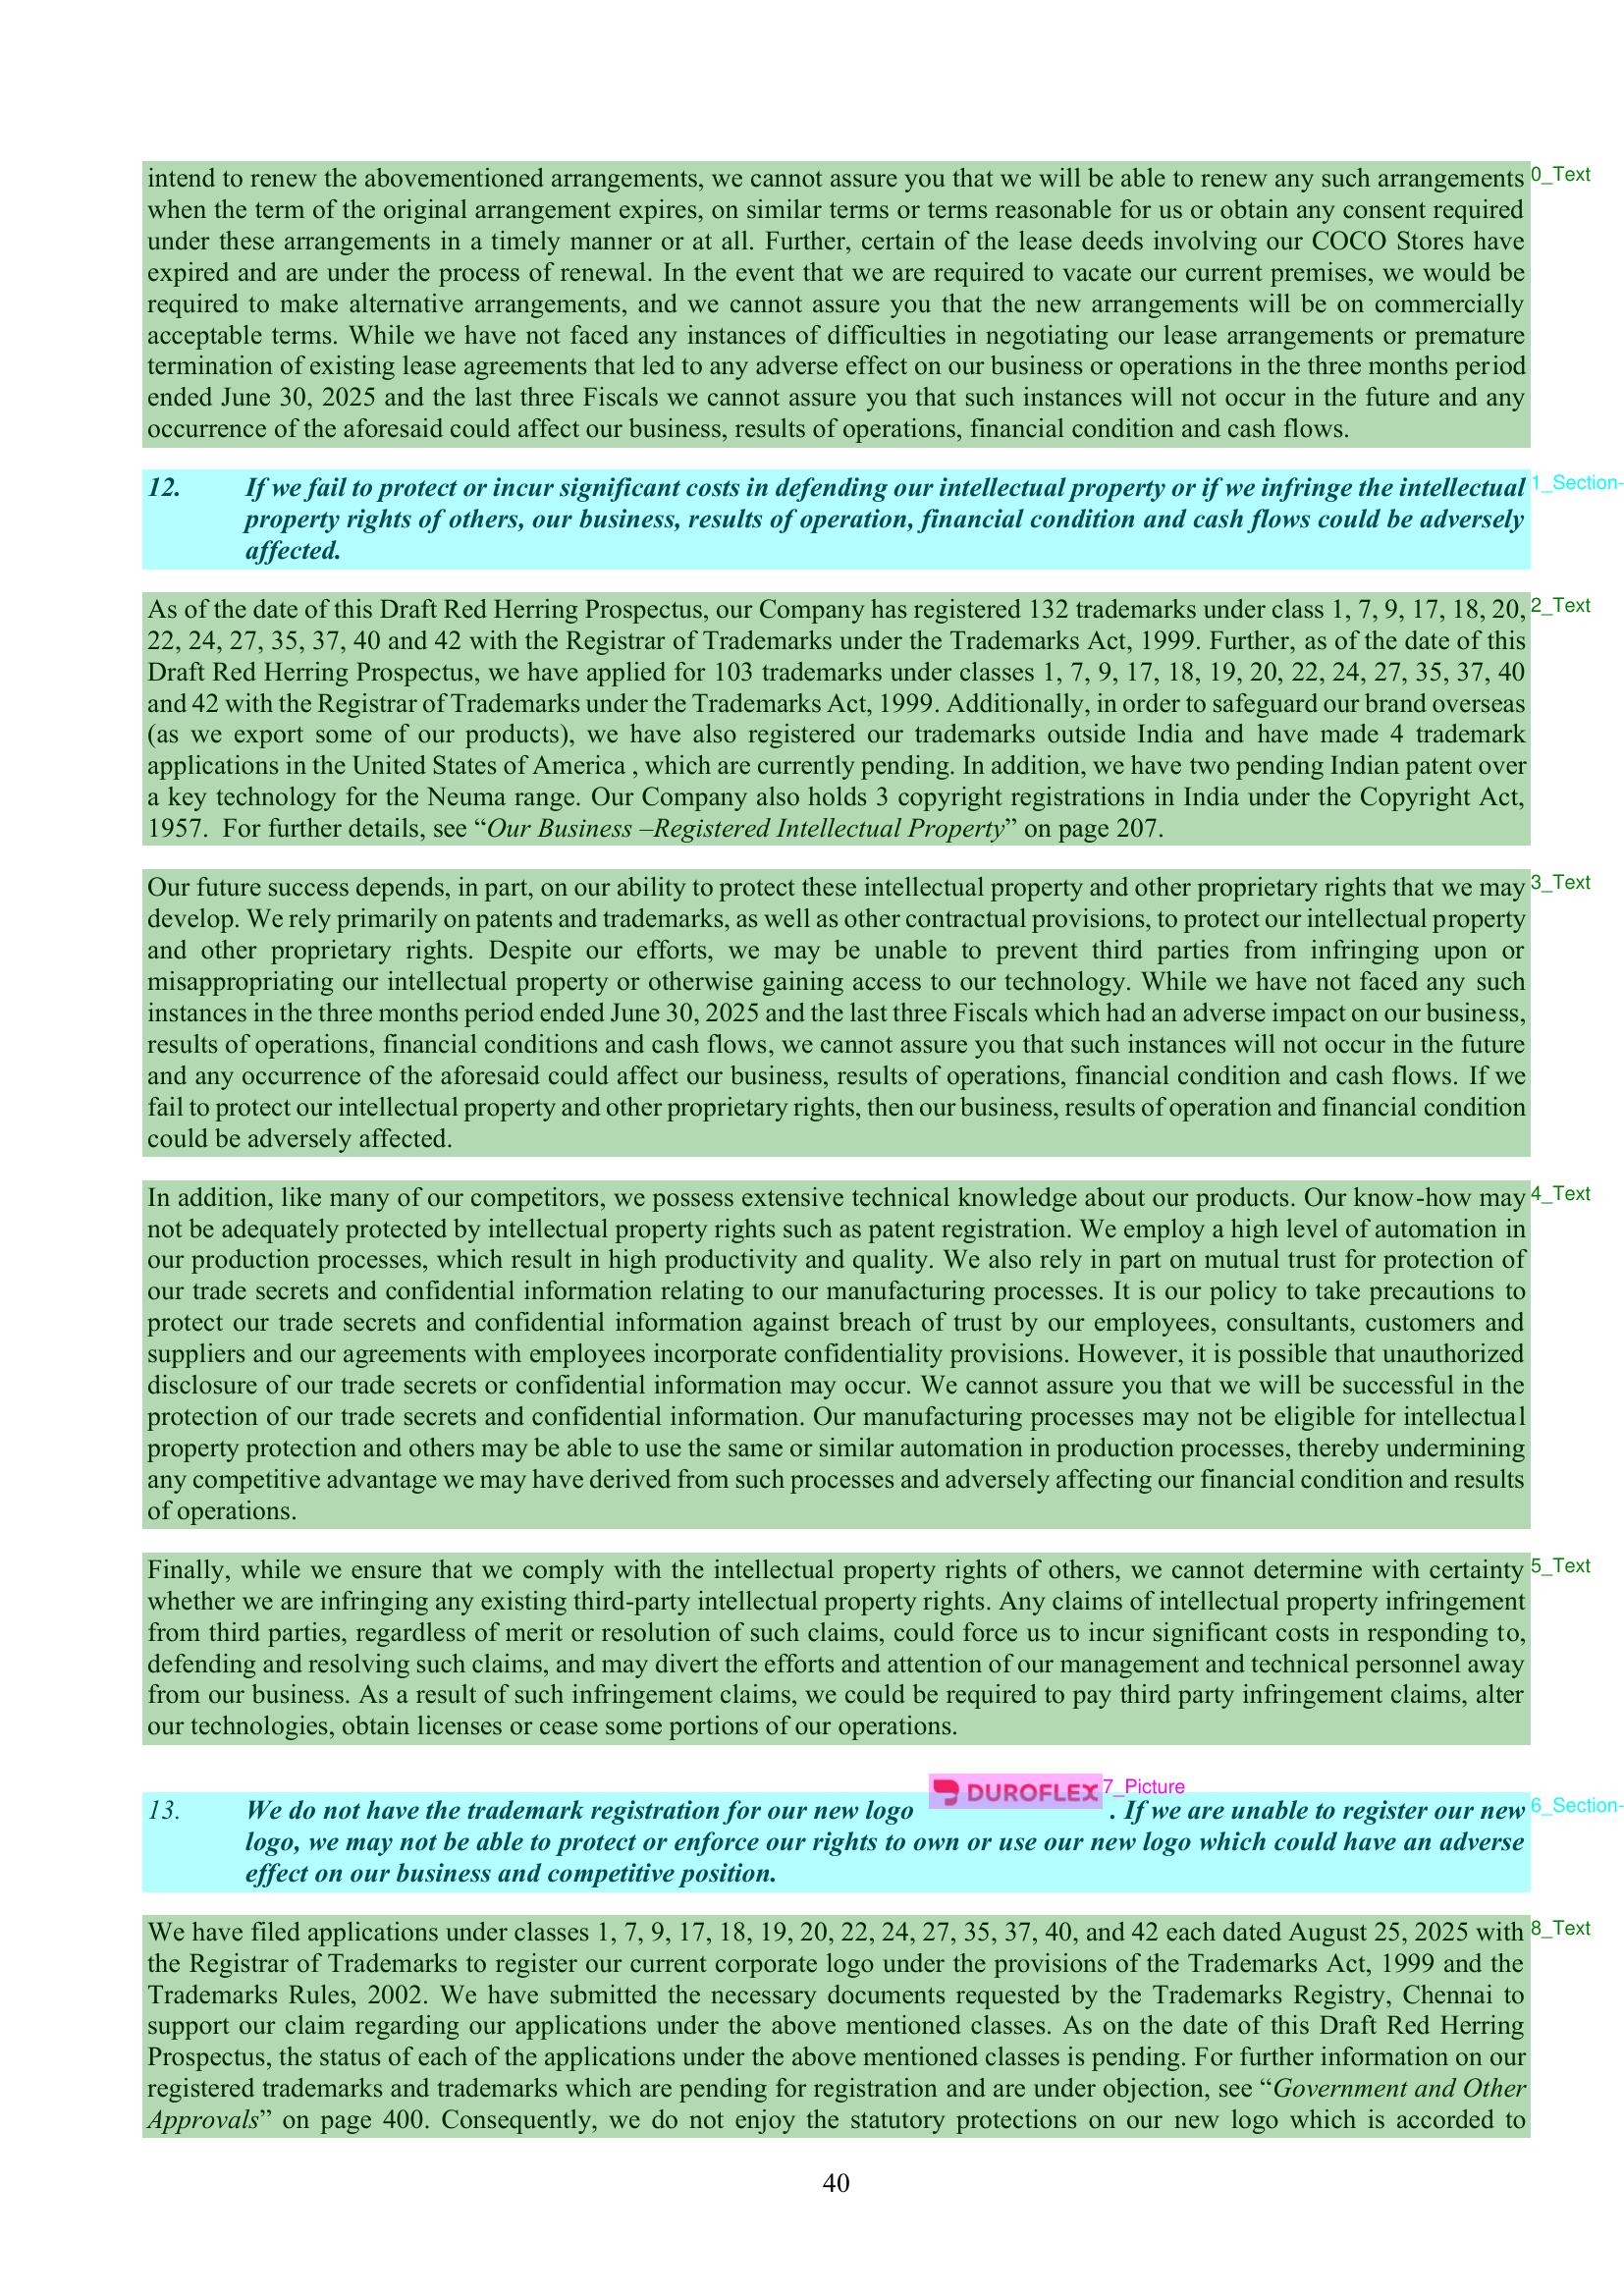 intend to renew the abovementioned arrangements, we cannot assure you that we will be able to renew any such arrangements 0_Text
when the term of the original arrangement expires, on similar terms or terms reasonable for us or obtain any consent required
under these arrangements in a timely manner or at all. Further, certain of the lease deeds involving our COCO Stores have
expired and are under the process of renewal. In the event that we are required to vacate our current premises, we would be
required to make alternative arrangements, and we cannot assure you that the new arrangements will be on commercially
acceptable terms. While we have not faced any instances of difficulties in negotiating our lease arrangements or premature
termination of existing lease agreements that led to any adverse effect on our business or operations in the three months period
ended June 30, 2025 and the last three Fiscals we cannot assure you that such instances will not occur in the future and any
occurrence of the aforesaid could affect our business, results of operations, financial condition and cash flows.
12. If we fail to protect or incur significant costs in defending our intellectual property or if we infringe the intellectual 1_Section-
property rights of others, our business, results of operation, financial condition and cash flows could be adversely
affected.
As of the date of this Draft Red Herring Prospectus, our Company has registered 132 trademarks under class 1, 7, 9, 17, 18, 20, 2_Text
22, 24, 27, 35, 37, 40 and 42 with the Registrar of Trademarks under the Trademarks Act, 1999. Further, as of the date of this
Draft Red Herring Prospectus, we have applied for 103 trademarks under classes 1, 7, 9, 17, 18, 19, 20, 22, 24, 27, 35, 37, 40
and 42 with the Registrar of Trademarks under the Trademarks Act, 1999. Additionally, in order to safeguard our brand overseas
(as we export some of our products), we have also registered our trademarks outside India and have made 4 trademark
applications in the United States of America , which are currently pending. In addition, we have two pending Indian patent over
a key technology for the Neuma range. Our Company also holds 3 copyright registrations in India under the Copyright Act,
1957. For further details, see “Our Business –Registered Intellectual Property” on page 207.
Our future success depends, in part, on our ability to protect these intellectual property and other proprietary rights that we may 3_Text
develop. We rely primarily on patents and trademarks, as well as other contractual provisions, to protect our intellectual property
and other proprietary rights. Despite our efforts, we may be unable to prevent third parties from infringing upon or
misappropriating our intellectual property or otherwise gaining access to our technology. While we have not faced any such
instances in the three months period ended June 30, 2025 and the last three Fiscals which had an adverse impact on our business,
results of operations, financial conditions and cash flows, we cannot assure you that such instances will not occur in the future
and any occurrence of the aforesaid could affect our business, results of operations, financial condition and cash flows. If we
fail to protect our intellectual property and other proprietary rights, then our business, results of operation and financial condition
could be adversely affected.
In addition, like many of our competitors, we possess extensive technical knowledge about our products. Our know-how may 4_Text
not be adequately protected by intellectual property rights such as patent registration. We employ a high level of automation in
our production processes, which result in high productivity and quality. We also rely in part on mutual trust for protection of
our trade secrets and confidential information relating to our manufacturing processes. It is our policy to take precautions to
protect our trade secrets and confidential information against breach of trust by our employees, consultants, customers and
suppliers and our agreements with employees incorporate confidentiality provisions. However, it is possible that unauthorized
disclosure of our trade secrets or confidential information may occur. We cannot assure you that we will be successful in the
protection of our trade secrets and confidential information. Our manufacturing processes may not be eligible for intellectual
property protection and others may be able to use the same or similar automation in production processes, thereby undermining
any competitive advantage we may have derived from such processes and adversely affecting our financial condition and results
of operations.
Finally, while we ensure that we comply with the intellectual property rights of others, we cannot determine with certainty 5_Text
whether we are infringing any existing third-party intellectual property rights. Any claims of intellectual property infringement
from third parties, regardless of merit or resolution of such claims, could force us to incur significant costs in responding to,
defending and resolving such claims, and may divert the efforts and attention of our management and technical personnel away
from our business. As a result of such infringement claims, we could be required to pay third party infringement claims, alter
our technologies, obtain licenses or cease some portions of our operations.
DUROFLEX 7_Picture
13. We do not have the trademark registration for our new logo . If we are unable to register our new 6_Section-
logo, we may not be able to protect or enforce our rights to own or use our new logo which could have an adverse
effect on our business and competitive position.
We have filed applications under classes 1, 7, 9, 17, 18, 19, 20, 22, 24, 27, 35, 37, 40, and 42 each dated August 25, 2025 with 8_Text
the Registrar of Trademarks to register our current corporate logo under the provisions of the Trademarks Act, 1999 and the
Trademarks Rules, 2002. We have submitted the necessary documents requested by the Trademarks Registry, Chennai to
support our claim regarding our applications under the above mentioned classes. As on the date of this Draft Red Herring
Prospectus, the status of each of the applications under the above mentioned classes is pending. For further information on our
registered trademarks and trademarks which are pending for registration and are under objection, see “Government and Other
Approvals” on page 400. Consequently, we do not enjoy the statutory protections on our new logo which is accorded to
40